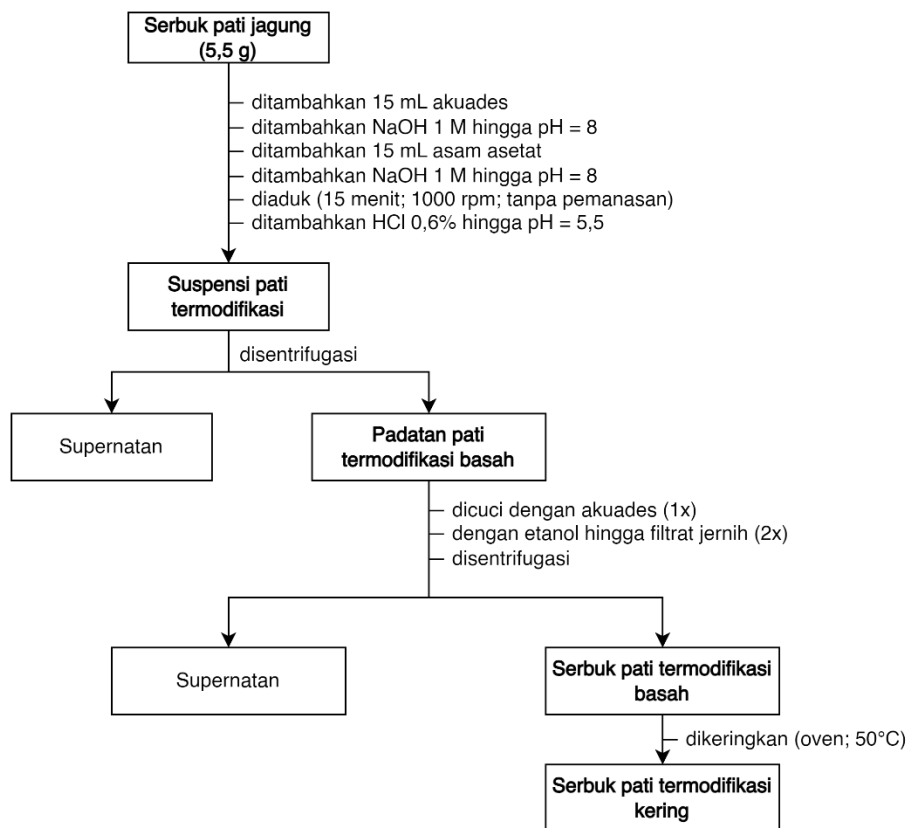 Serbuk pati jagung
(5,5 g)
ditambahkan 15 mL akuades
ditambahkan NaOH 1 M hingga pH = 8
ditambahkan 15 mL asam asetat
ditambahkan NaOH 1 M hingga pH = 8
diaduk (15 menit; 1000 rpm; tanpa pemanasan)
ditambahkan HCl 0,6% hingga pH = 5,5
Suspensi pati
termodifikasi
disentrifugasi
Supernatan
Padatan pati
termodifikasi basah
dicuci dengan akuades (1x)
dengan etanol hingga filtrat jernih (2x)
disentrifugasi
Supernatan
Serbuk pati termodifikasi
basah
dikeringkan (oven; 50°C)
Serbuk pati termodifikasi
kering